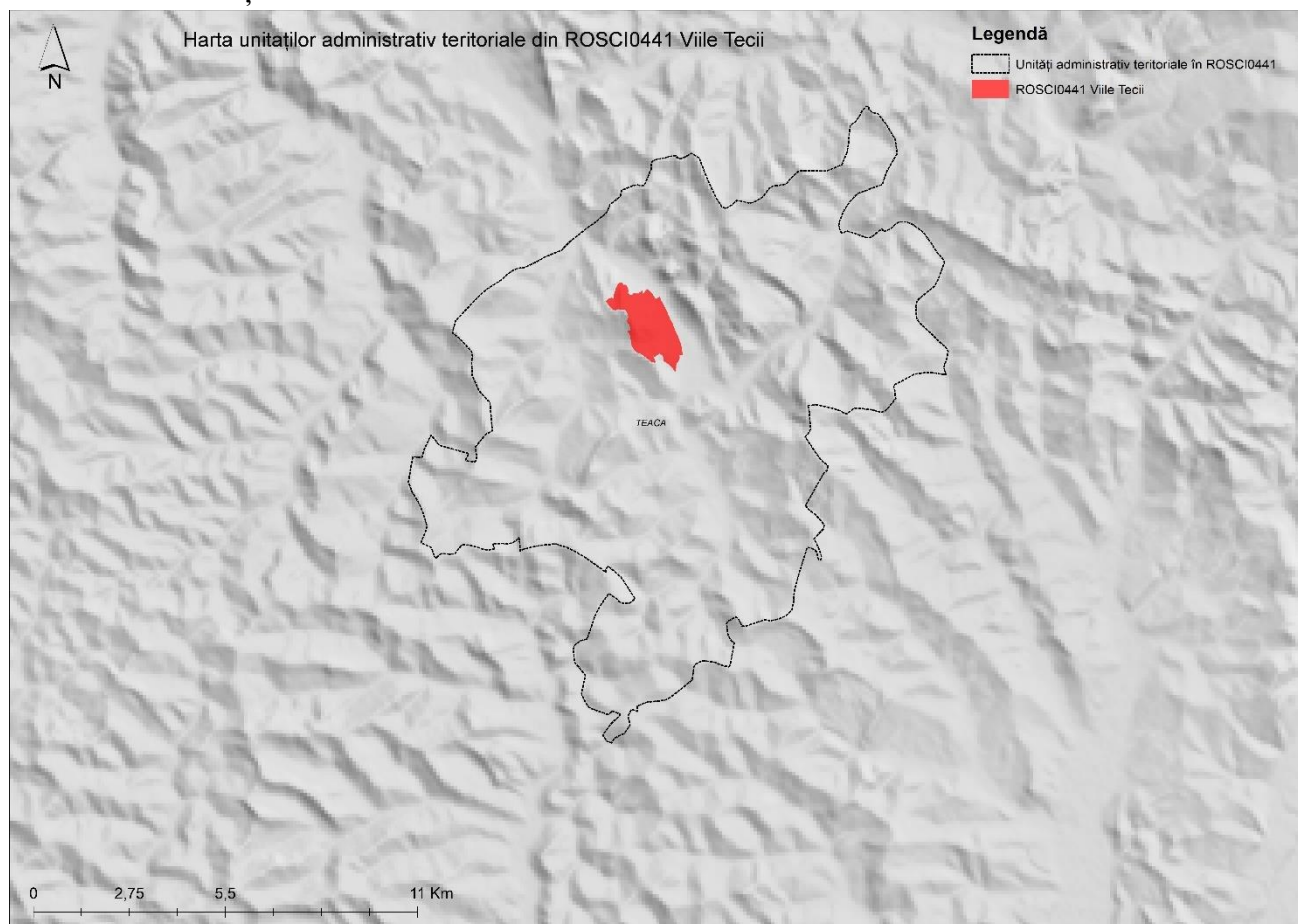 Harta unitaților administrativ teritoriale din ROSCI0441 Viile Tecii
Legendă
Unități administrativ teritoriale în ROSCI0441
ROSCI0441 Viile Tecii
N
TEACA
0 2,75 5,5 11 Km